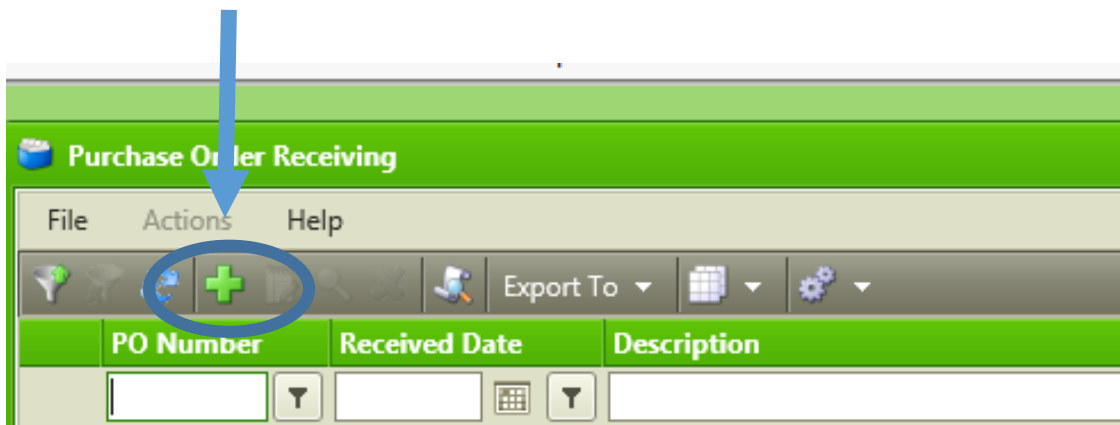 Purchase Order Receiving
File Actions Help
Export To
PO Number Received Date Description